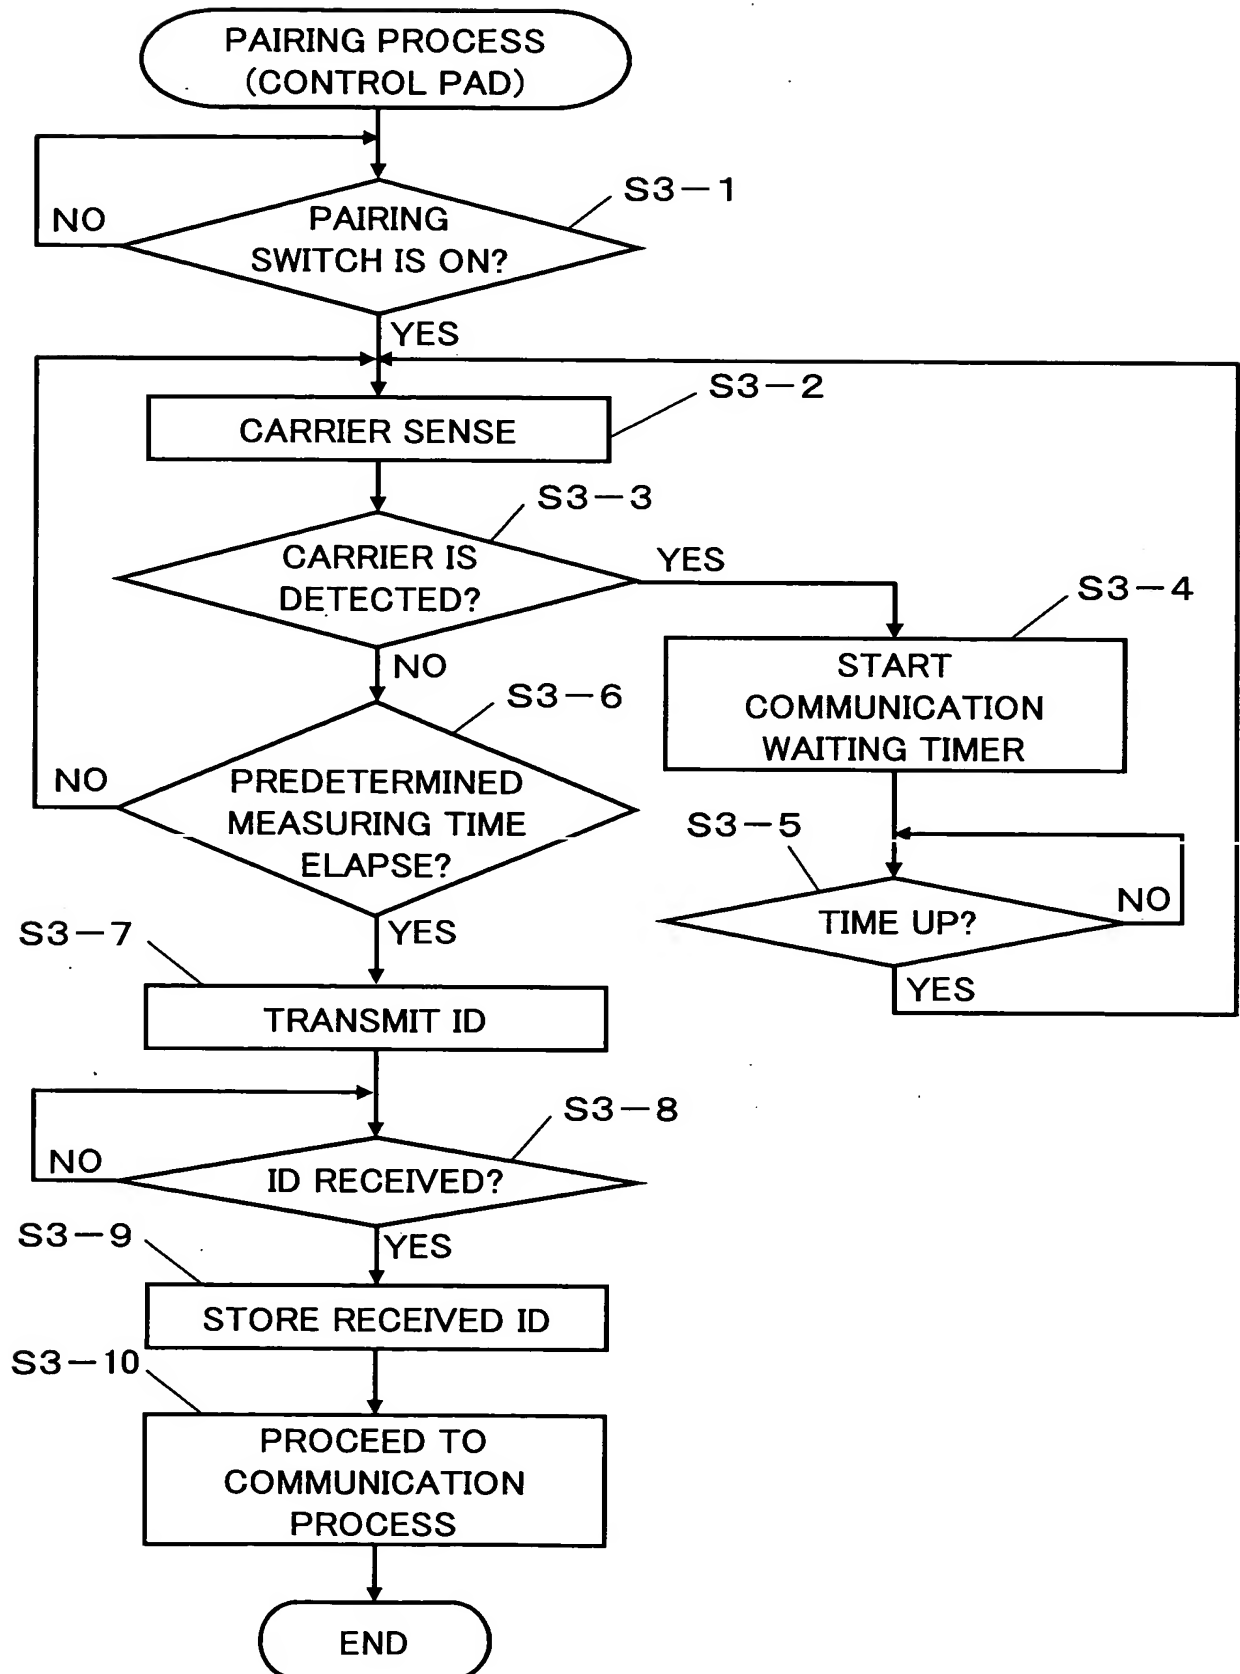 PAIRING PROCESS
(CONTROL PAD)
S3-1
NO
PAIRING
SWITCH IS ON?
YES
S3-2
CARRIER SENSE
S3-3
CARRIER IS
DETECTED?
YES
S3-4
START
COMMUNICATION
WAITING TIMER
NO
S3-6
NO
PREDETERMINED
MEASURING TIME
ELAPSE?
S3-5
TIME UP?
NO
YES
YES
S3-7
TRANSMIT ID
S3-8
NO
ID RECEIVED?
YES
S3-9
STORE RECEIVED ID
S3-10
PROCEED TO
COMMUNICATION
PROCESS
END